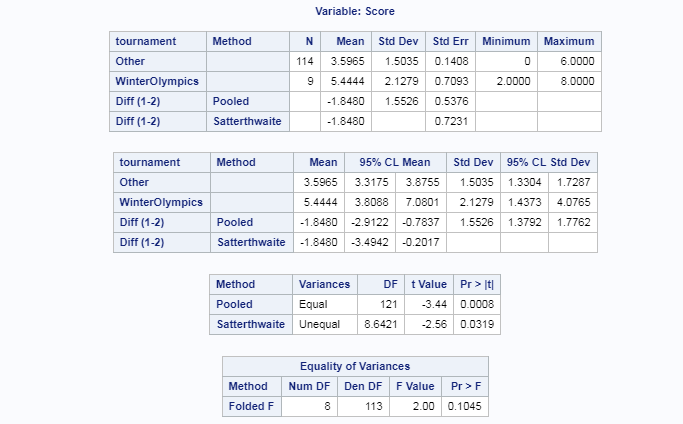 Variable: Score
tournament Method N Mean Std Dev Std Err Minimum Maximum
Other 114 3.5965 1.5035 0.1408 0 6.0000
WinterOlympics 9 5.4444 2.1279 0.7093 2.0000 8.0000
Diff (1-2) Pooled -1.8480 1.5526 0.5376
Diff (1-2) Satterthwaite -1.8480 0.7231
tournament Method Mean 95% CL Mean Std Dev 95% CL Std Dev
Other 3.5965 3.3175 3.8755 1.5035 1.3304 1.7287
WinterOlympics 5.4444 3.8088 7.0801 2.1279 1.4373 4.0765
Diff (1-2) Pooled -1.8480 -2.9122 -0.7837 1.5526 1.3792 1.7762
Diff (1-2) Satterthwaite -1.8480 -3.4942 -0.2017
Method Variances DF t Value Pr > |t|
Pooled Equal 121 -3.44 0.0008
Satterthwaite Unequal 8.6421 -2.56 0.0319
Equality of Variances
Method Num DF Den DF F Value Pr > F
Folded F 8 113 2.00 0.1045